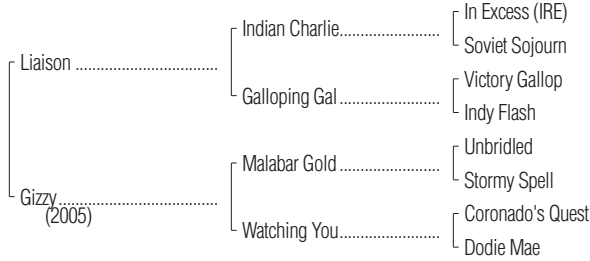 In Excess (IRE)
Indian Charlie...........................
Soviet Sojourn
Liaison ......................................
Victory Gallop
Galloping Gal ...........................
Indy Flash
Unbridled
Malabar Gold ...........................
Stormy Spell
Gizzy..........................................
(2005)
Coronado's Quest
Watching You...........................
Dodie Mae